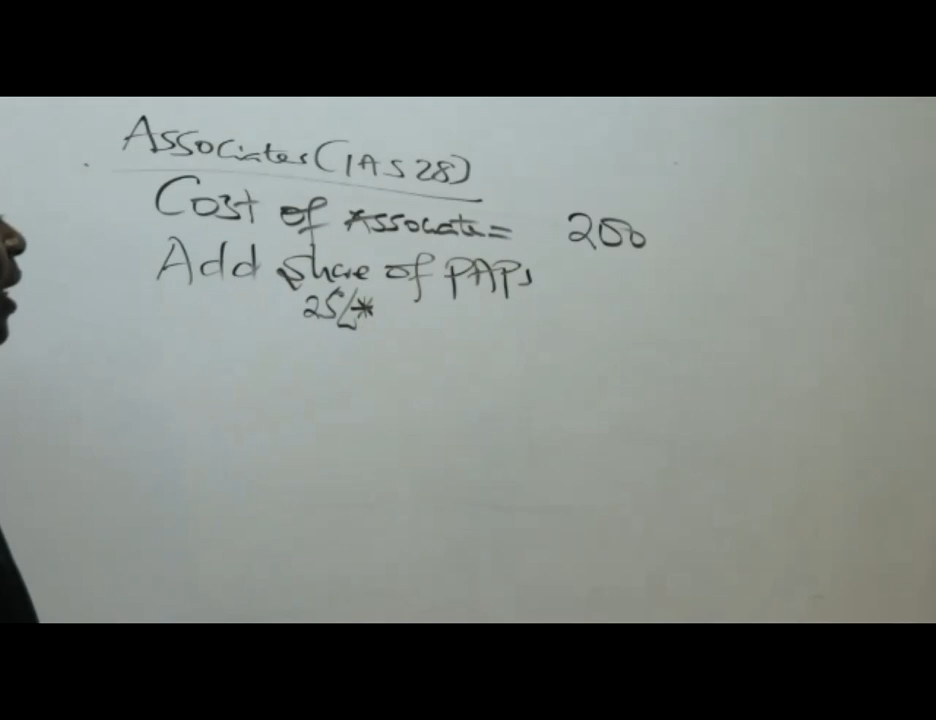 Associates (IAS 28)
Cost of Associate = 200
Add share of PAPs
25% *